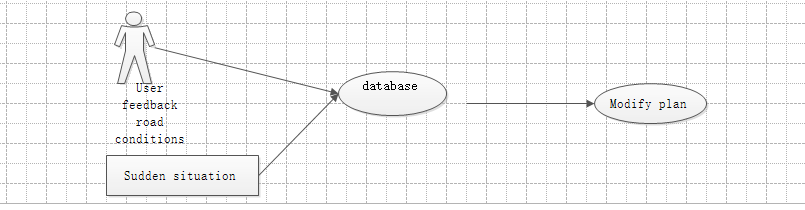 database
User
feedback
road
conditions
Modify plan
Sudden situation